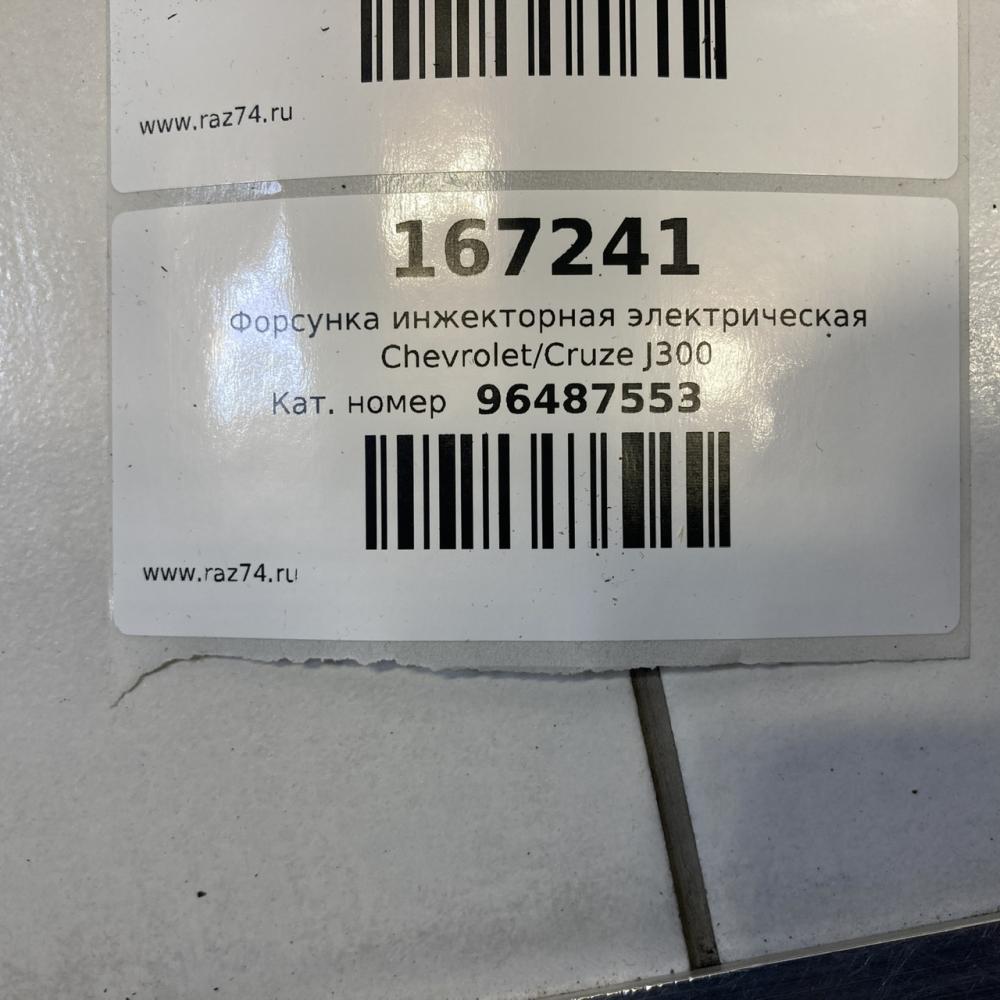 www.raz74.ru
167241
Форсунка инжекторная электрическая
Chevrolet/Cruze J300
Кат. номер 96487553
www.raz74.ru